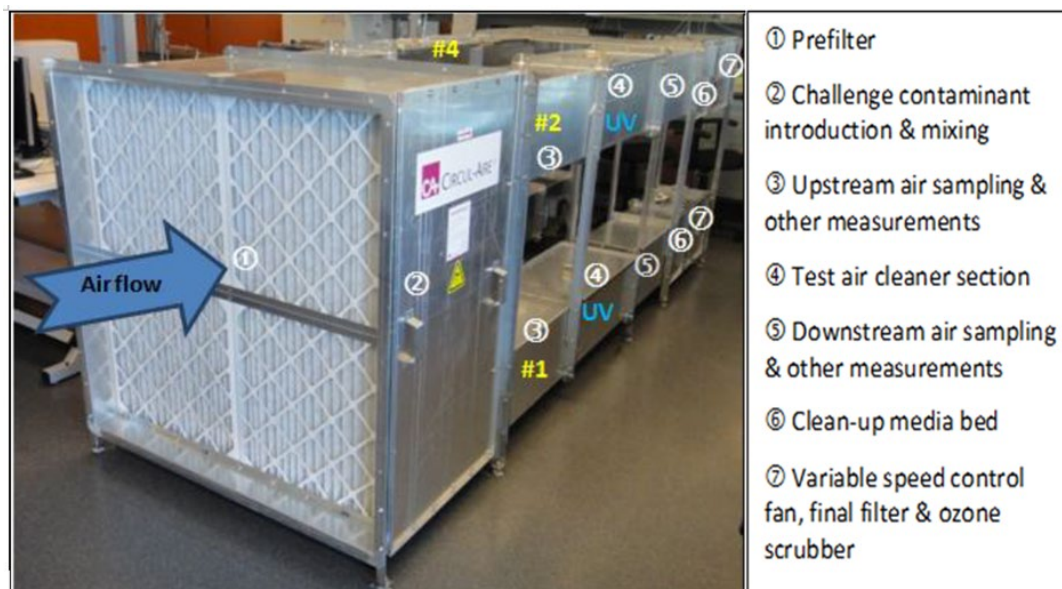 #4
⑦
④
⑤
⑥
UV
#2
③
CA
CIRCUL-AIRE
①
②
Air flow
⑦
⑥
⑤
④
UV
③
#1
① Prefilter
② Challenge contaminant
introduction & mixing
③ Upstream air sampling &
other measurements
④ Test air cleaner section
⑤ Downstream air sampling
& other measurements
⑥ Clean-up media bed
⑦ Variable speed control
fan, final filter & ozone
scrubber